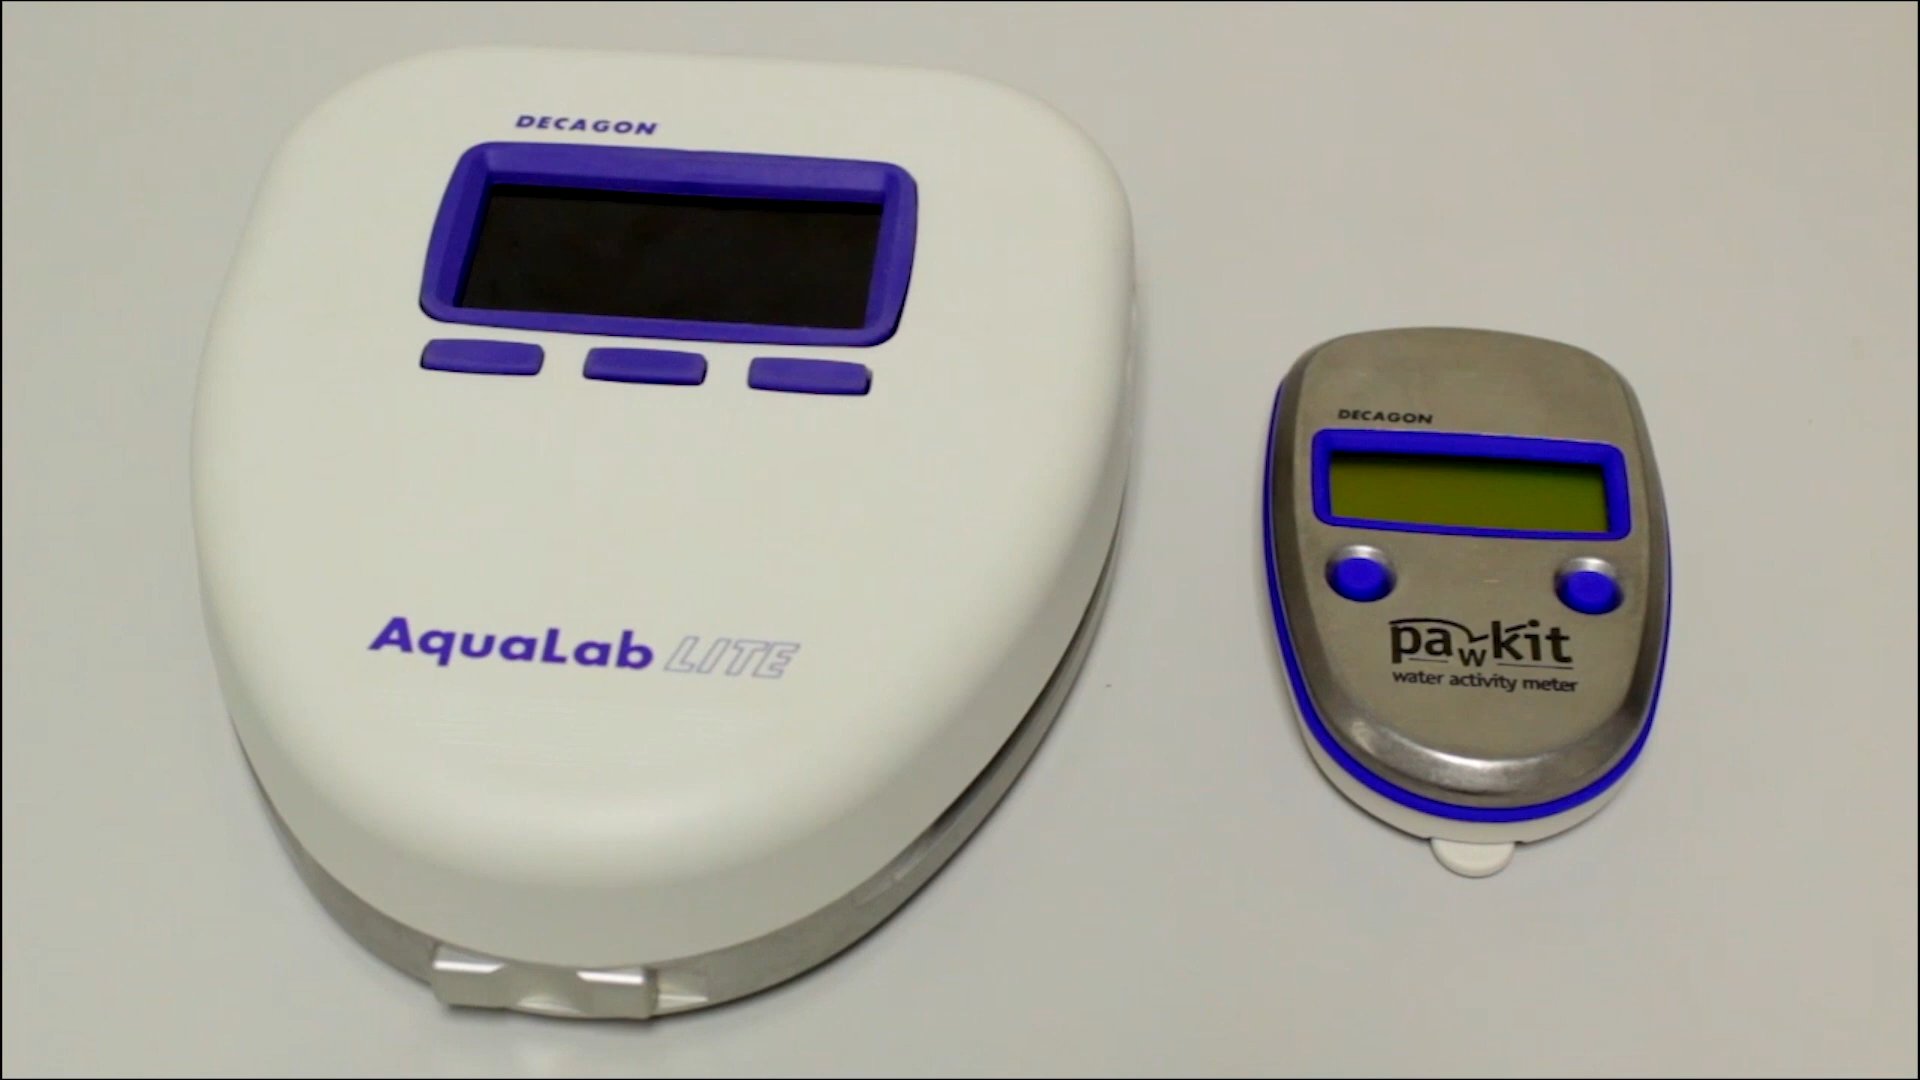 DECAGON
AquaLab LITE
DECAGON
pawkit
water activity meter